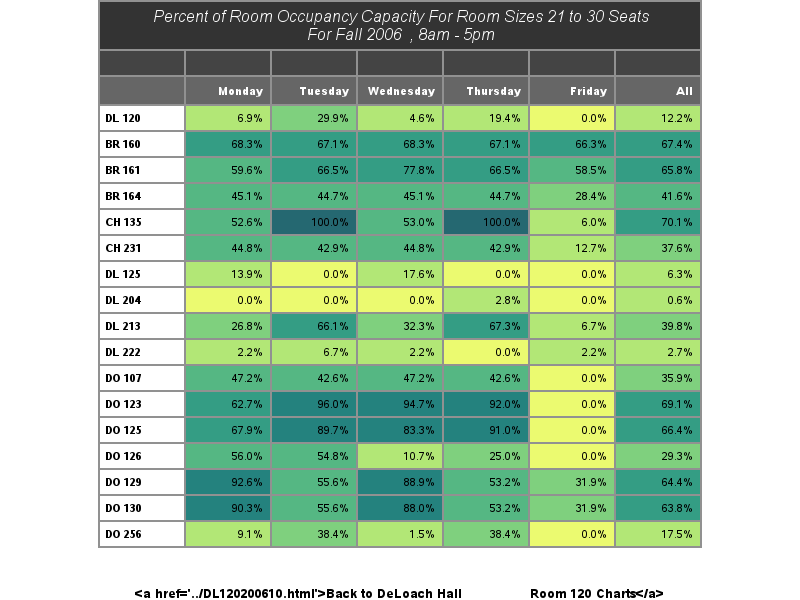 Percent of Room Occupancy Capacity For Room Sizes 21 to 30 Seats
For Fall 2006 , 8am - 5pm
Monday Tuesday Wednesday Thursday Friday All
DL 120 6.9% 29.9% 4.6% 19.4% 0.0% 12.2%
BR 160 68.3% 67.1% 68.3% 67.1% 66.3% 67.4%
BR 161 59.6% 66.5% 77.8% 66.5% 58.5% 65.8%
BR 164 45.1% 44.7% 45.1% 44.7% 28.4% 41.6%
CH 135 52.6% 100.0% 53.0% 100.0% 6.0% 70.1%
CH 231 44.8% 42.9% 44.8% 42.9% 12.7% 37.6%
DL 125 13.9% 0.0% 17.6% 0.0% 0.0% 6.3%
DL 204 0.0% 0.0% 0.0% 2.8% 0.0% 0.6%
DL 213 26.8% 66.1% 32.3% 67.3% 6.7% 39.8%
DL 222 2.2% 6.7% 2.2% 0.0% 2.2% 2.7%
DO 107 47.2% 42.6% 47.2% 42.6% 0.0% 35.9%
DO 123 62.7% 96.0% 94.7% 92.0% 0.0% 69.1%
DO 125 67.9% 89.7% 83.3% 91.0% 0.0% 66.4%
DO 126 56.0% 54.8% 10.7% 25.0% 0.0% 29.3%
DO 129 92.6% 55.6% 88.9% 53.2% 31.9% 64.4%
DO 130 90.3% 55.6% 88.0% 53.2% 31.9% 63.8%
DO 256 9.1% 38.4% 1.5% 38.4% 0.0% 17.5%
<a href='../DL120200610.html'>Back to DeLoach Hall Room 120 Charts</a>